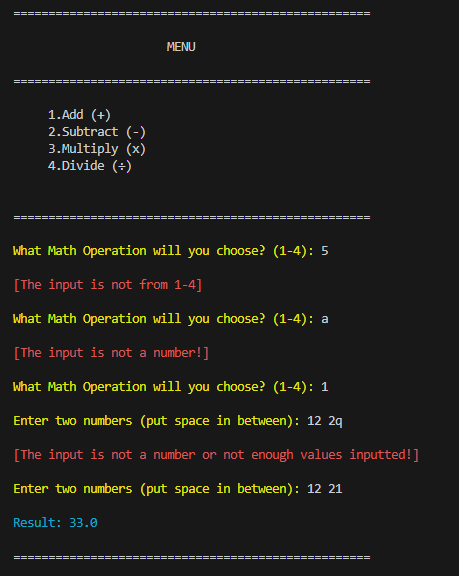 ===================================================
MENU
===================================================
1.Add (+)
2.Subtract (-)
3.Multiply (x)
4.Divide (÷)
===================================================
What Math Operation will you choose? (1-4): 5
[The input is not from 1-4]
What Math Operation will you choose? (1-4): a
[The input is not a number!]
What Math Operation will you choose? (1-4): 1
Enter two numbers (put space in between): 12 2q
[The input is not a number or not enough values inputted!]
Enter two numbers (put space in between): 12 21
Result: 33.0
===================================================